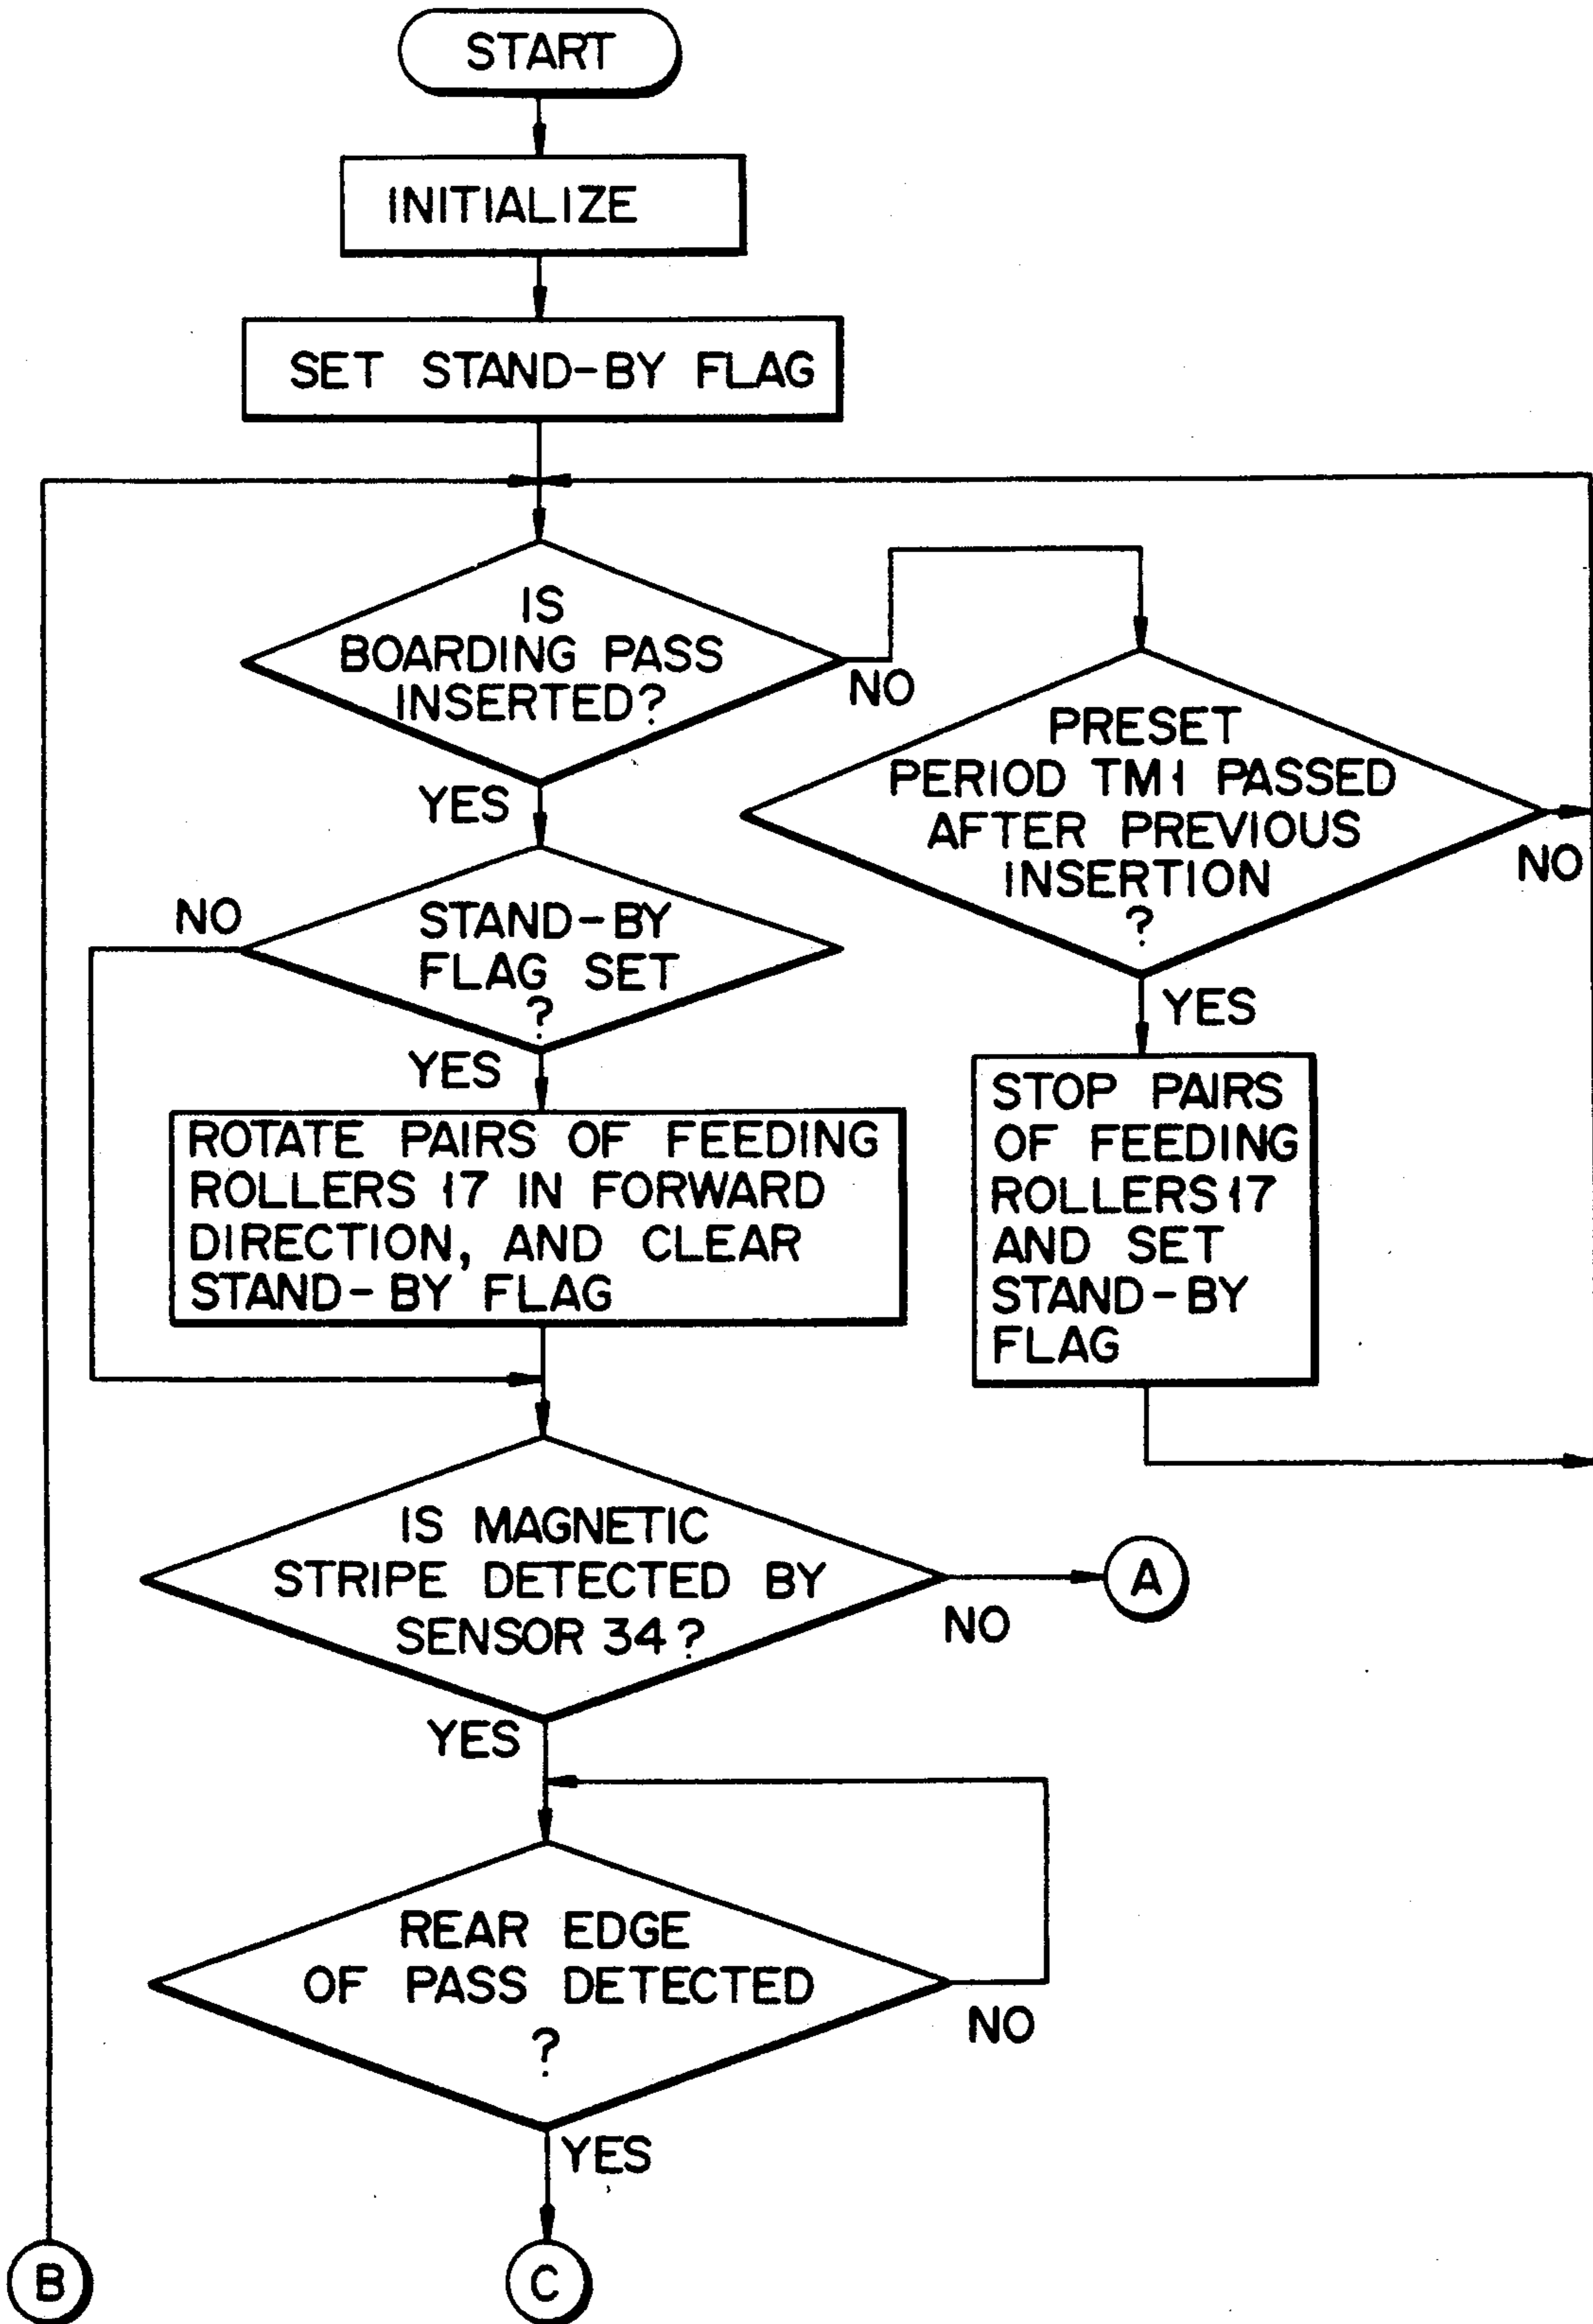 START
INITIALIZE
SET STAND-BY FLAG
IS
BOARDING PASS
INSERTED?
NO
YES
PRESET
PERIOD TM1 PASSED
AFTER PREVIOUS
INSERTION
?
NO
YES
STAND-BY
FLAG SET
?
NO
YES
ROTATE PAIRS OF FEEDING
ROLLERS 17 IN FORWARD
DIRECTION, AND CLEAR
STAND-BY FLAG
STOP PAIRS
OF FEEDING
ROLLERS 17
AND SET
STAND-BY
FLAG
IS MAGNETIC
STRIPE DETECTED BY
SENSOR 34?
NO
A
YES
REAR EDGE
OF PASS DETECTED
?
NO
YES
B
C